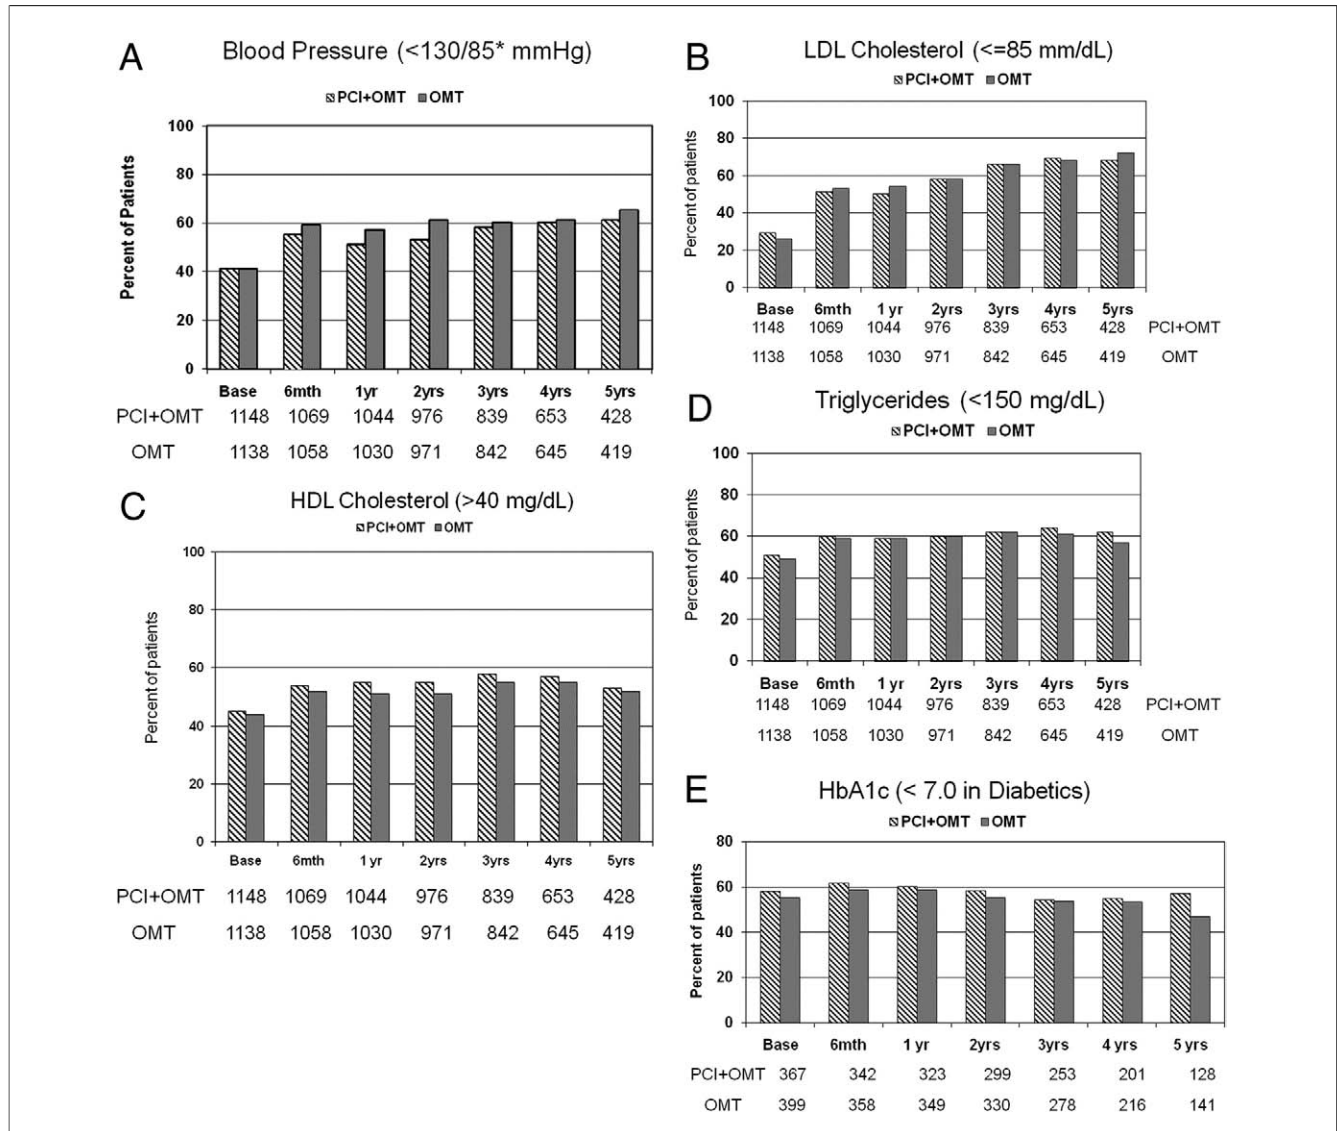 A
Blood Pressure (<130/85* mmHg)
PCI+OMT OMT
Percent of Patients
100
80
60
40
20
0
Base 6mth 1yr 2yrs 3yrs 4yrs 5yrs
PCI+OMT 1148 1069 1044 976 839 653 428
OMT 1138 1058 1030 971 842 645 419
B
LDL Cholesterol (<=85 mm/dL)
PCI+OMT OMT
Percent of patients
100
80
60
40
20
0
Base 6mth 1 yr 2yrs 3yrs 4yrs 5yrs
1148 1069 1044 976 839 653 428 PCI+OMT
1138 1058 1030 971 842 645 419 OMT
C
HDL Cholesterol (>40 mg/dL)
PCI+OMT OMT
Percent of patients
100
80
60
40
20
0
Base 6mth 1 yr 2yrs 3yrs 4yrs 5yrs
PCI+OMT 1148 1069 1044 976 839 653 428
OMT 1138 1058 1030 971 842 645 419
D
Triglycerides (<150 mg/dL)
PCI+OMT OMT
Percent of patients
100
80
60
40
20
0
Base 6mth 1 yr 2yrs 3yrs 4yrs 5yrs
1148 1069 1044 976 839 653 428 PCI+OMT
1138 1058 1030 971 842 645 419 OMT
E
HbA1c (< 7.0 in Diabetics)
PCI+OMT OMT
Percent of patients
80
60
40
20
0
Base 6mth 1 yr 2yrs 3yrs 4 yrs 5 yrs
PCI+OMT 367 342 323 299 253 201 128
OMT 399 358 349 330 278 216 141